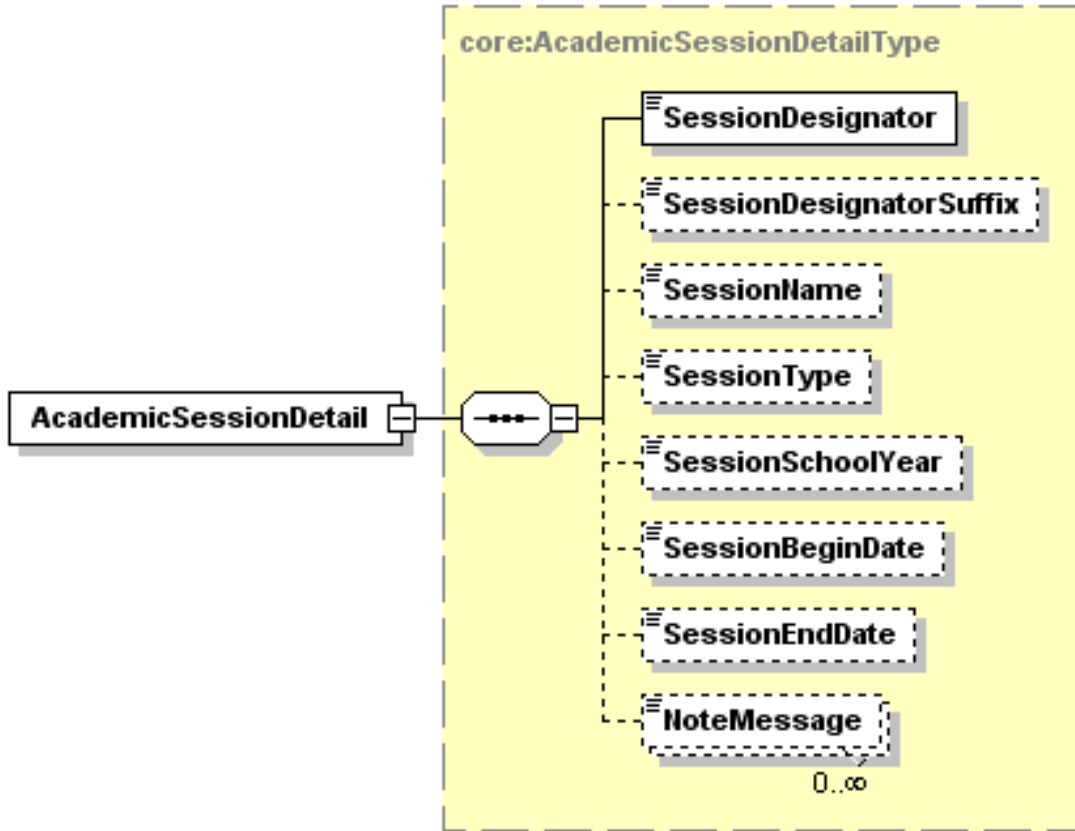 core:AcademicSessionDetailType
SessionDesignator
SessionDesignatorSuffix
SessionName
SessionType
AcademicSessionDetail
SessionSchoolYear
SessionBeginDate
SessionEndDate
NoteMessage
0..∞